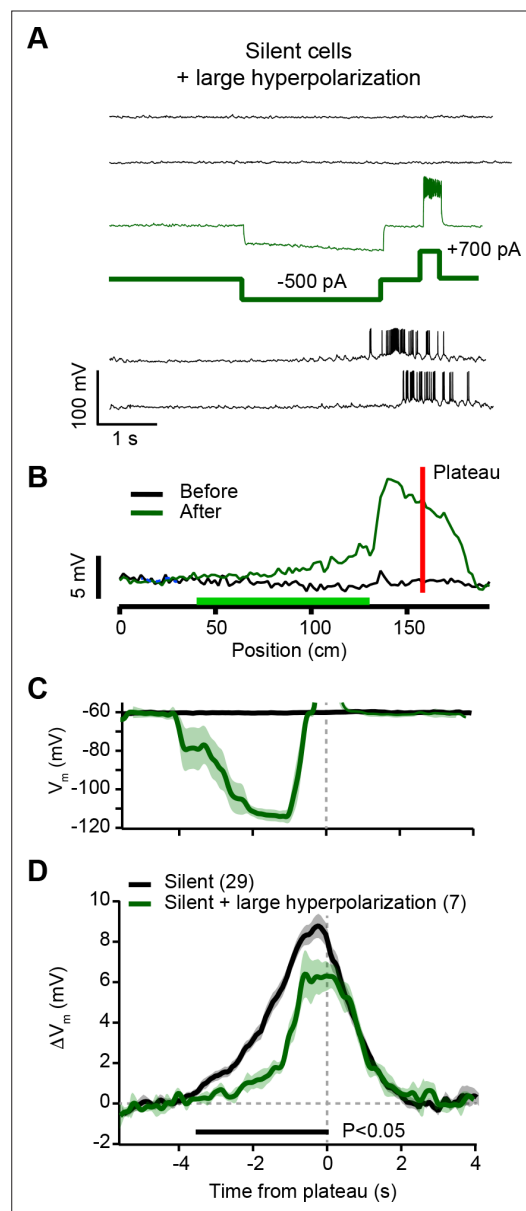 A
Silent cells
+ large hyperpolarization
+700 pA
-500 pA
100 mV
1 s
B
Before
After
Plateau
5 mV
0 50 100 150
Position (cm)
C
-60
-80
-100
-120
Vm (mV)
D
Silent (29)
Silent + large hyperpolarization (7)
10
8
6
4
2
0
-2
ΔVm (mV)
P<0.05
-4 -2 0 2 4
Time from plateau (s)